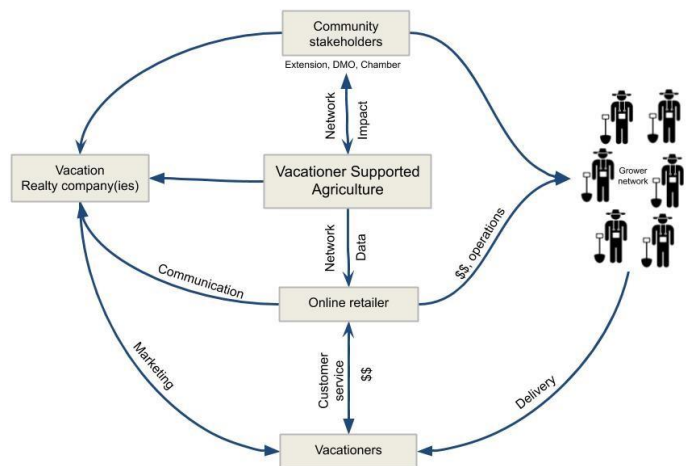 Community
stakeholders
Extension, DMO, Chamber
Network
Impact
Vacation
Realty company(ies)
Vacationer Supported
Agriculture
Grower
network
Network
Data
$$, operations
Communication
Online retailer
Marketing
Customer
service
$$
Delivery
Vacationers